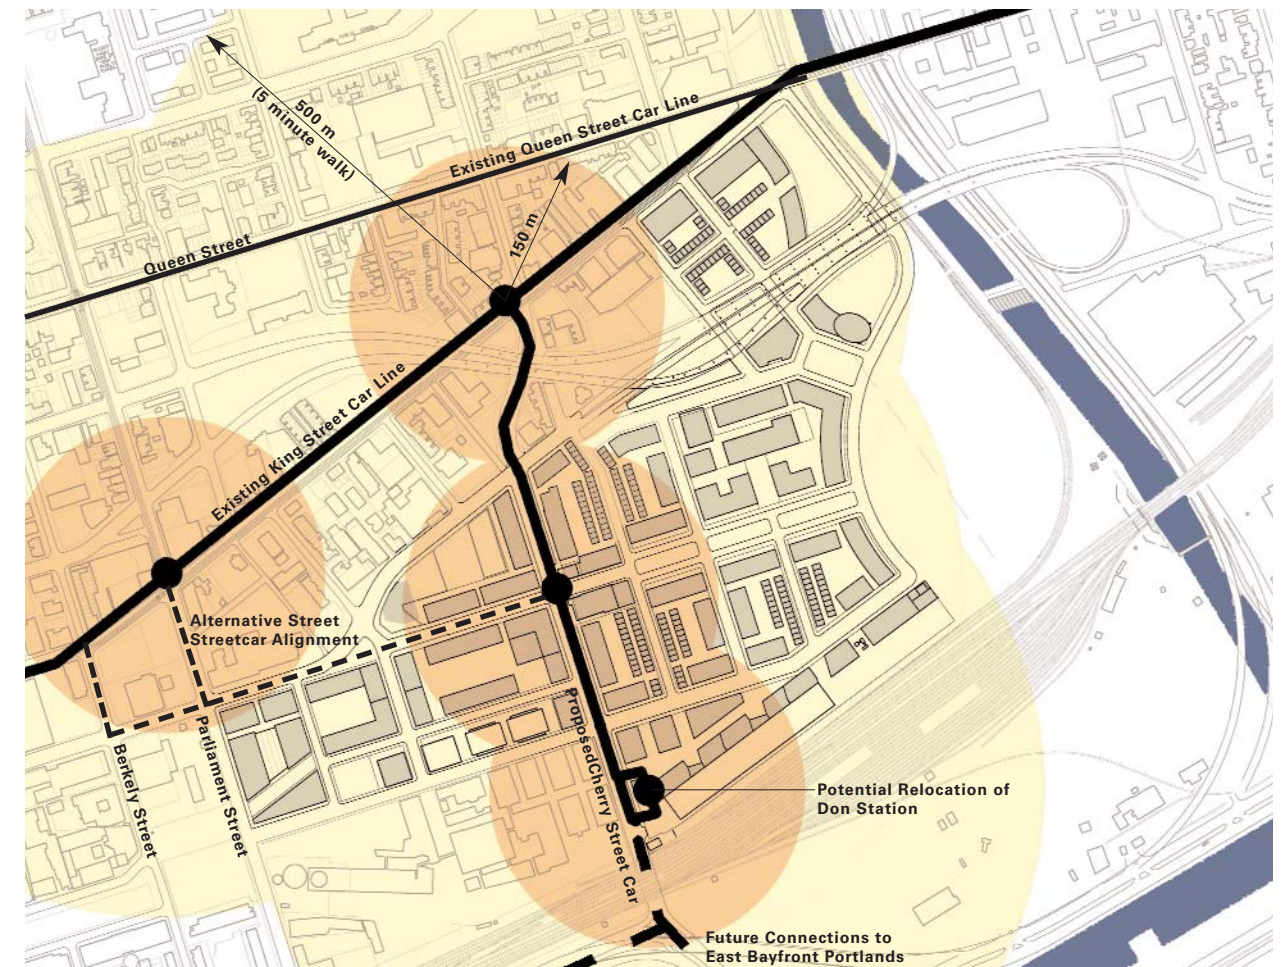 500 m
(5 minute walk)
Existing Queen Street Car Line
150 m
Queen Street
Existing King Street Car Line
Alternative Street
Streetcar Alignment
ProposedCherry Street Car
Parliament Street
Berkely Street
Potential Relocation of
Don Station
Future Connections to
East Bayfront Portlands